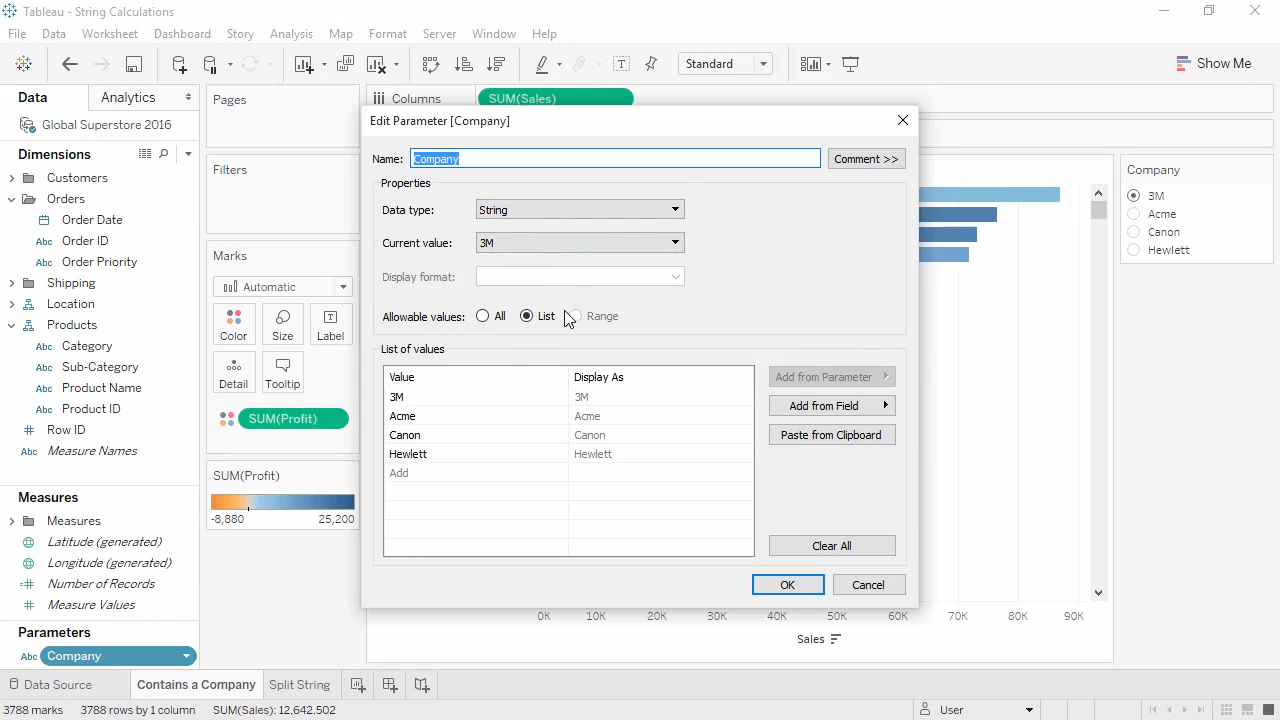 Tableau - String Calculations
File Data Worksheet Dashboard Story Analysis Map Format Server Window Help
Standard
Show Me
Data Analytics
Global Superstore 2016
Dimensions
Customers
Orders
Order Date
Abc Order ID
Abc Order Priority
Shipping
Location
Products
Abc Category
Abc Sub-Category
Abc Product Name
Abc Product ID
# Row ID
Abc Measure Names
Measures
Measures
Latitude (generated)
Longitude (generated)
=# Number of Records
# Measure Values
Parameters
Abc Company
Pages
Filters
Marks
Automatic
Color Size Label
Detail Tooltip
SUM(Profit)
SUM(Profit)
-8,880 25,200
Columns SUM(Sales)
Edit Parameter [Company]
Name: Company Comment >>
Properties
Data type: String
Current value: 3M
Display format:
Allowable values: All List Range
List of values
Value Display As
3M 3M
Acme Acme
Canon Canon
Hewlett Hewlett
Add
Add from Parameter
Add from Field
Paste from Clipboard
Clear All
OK Cancel
0K 10K 20K 30K 40K 50K 60K 70K 80K 90K
Sales
Company
3M
Acme
Canon
Hewlett
Data Source Contains a Company Split String
3788 marks 3788 rows by 1 column SUM(Sales): 12,642,502 User